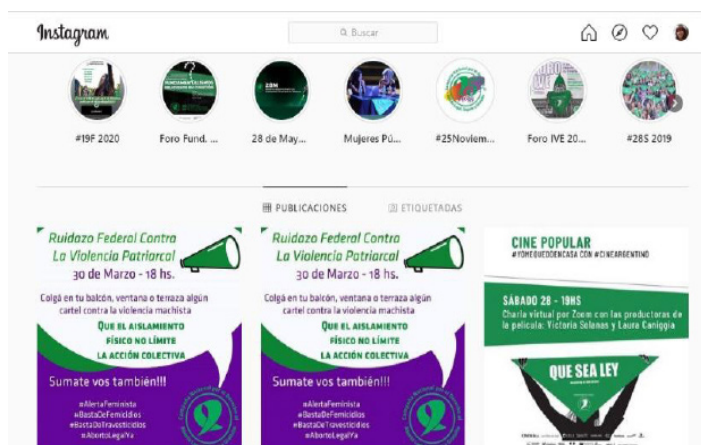 Instagram
Buscar
#19F 2020
Foro Fund. ...
28 de May...
Mujeres Pú...
#25Noviem...
Foro IVE 20...
#28S 2019
PUBLICACIONES
ETIQUETADAS
Ruidazo Federal Contra
La Violencia Patriarcal
30 de Marzo - 18 hs.
Colgá en tu balcón, ventana o terraza algún
cartel contra la violencia machista
QUE EL AISLAMIENTO
FÍSICO NO LÍMITE
LA ACCIÓN COLECTIVA
Sumate vos también!!!
#AlertaFeminista
#BastaDeFemicidios
#BastaDeTravesticidios
#AbortoLegalYa
Ruidazo Federal Contra
La Violencia Patriarcal
30 de Marzo - 18 hs.
Colgá en tu balcón, ventana o terraza algún
cartel contra la violencia machista
QUE EL AISLAMIENTO
FÍSICO NO LÍMITE
LA ACCIÓN COLECTIVA
Sumate vos también!!!
#AlertaFeminista
#BastaDeFemicidios
#BastaDeTravesticidios
#AbortoLegalYa
CINE POPULAR
#YOMEQUEDOENCASA CON #CINEARGENTINO
SÁBADO 28 - 19HS
Charla virtual por Zoom con las productoras de
la película: Victoria Solanas y Laura Caniggia
QUE SEA LEY